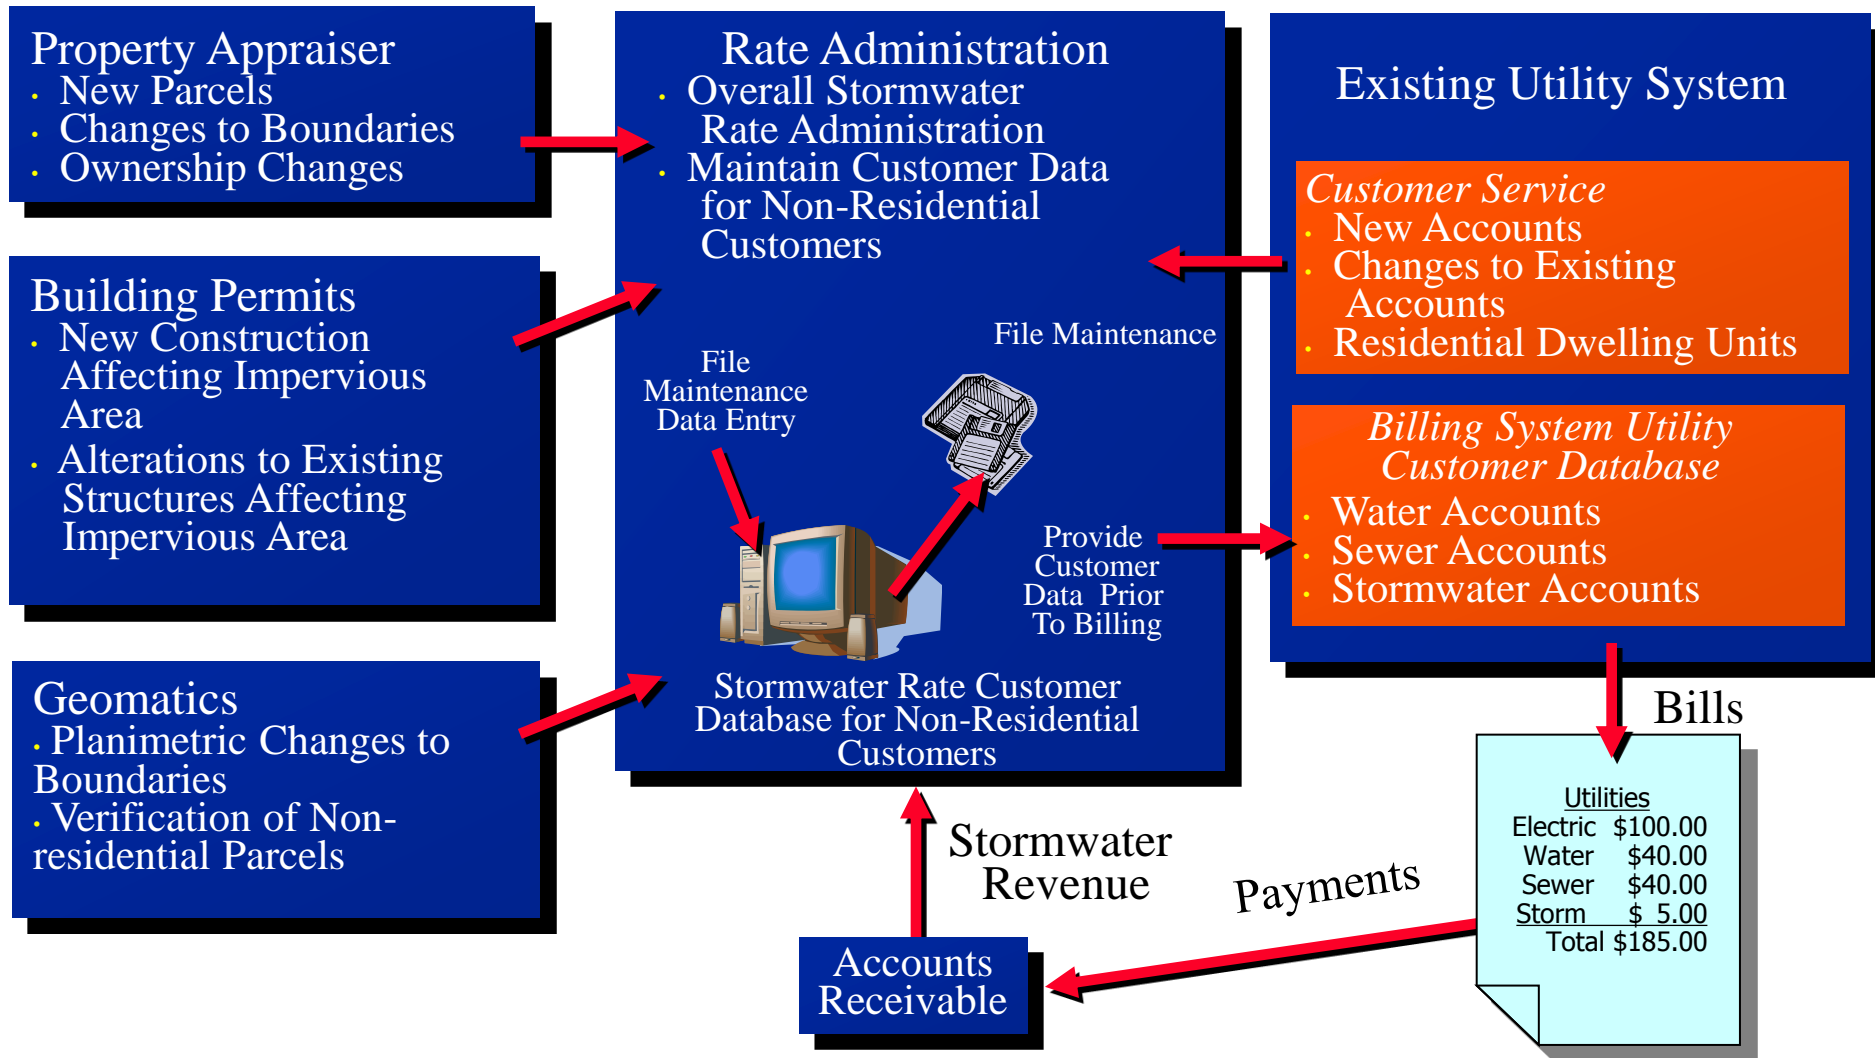 Property Appraiser
· New Parcels
· Changes to Boundaries
· Ownership Changes
Building Permits
· New Construction
Affecting Impervious
Area
· Alterations to Existing
Structures Affecting
Impervious Area
Geomatics
· Planimetric Changes to
Boundaries
· Verification of Non-
residential Parcels
Rate Administration
· Overall Stormwater
Rate Administration
· Maintain Customer Data
for Non-Residential
Customers
File Maintenance
File
Maintenance
Data Entry
Provide
Customer
Data Prior
To Billing
Stormwater Rate Customer
Database for Non-Residential
Customers
Existing Utility System
Customer Service
· New Accounts
· Changes to Existing
Accounts
· Residential Dwelling Units
Billing System Utility
Customer Database
· Water Accounts
· Sewer Accounts
· Stormwater Accounts
Bills
Utilities
Electric $100.00
Water $40.00
Sewer $40.00
Storm $ 5.00
Total $185.00
Payments
Stormwater
Revenue
Accounts
Receivable